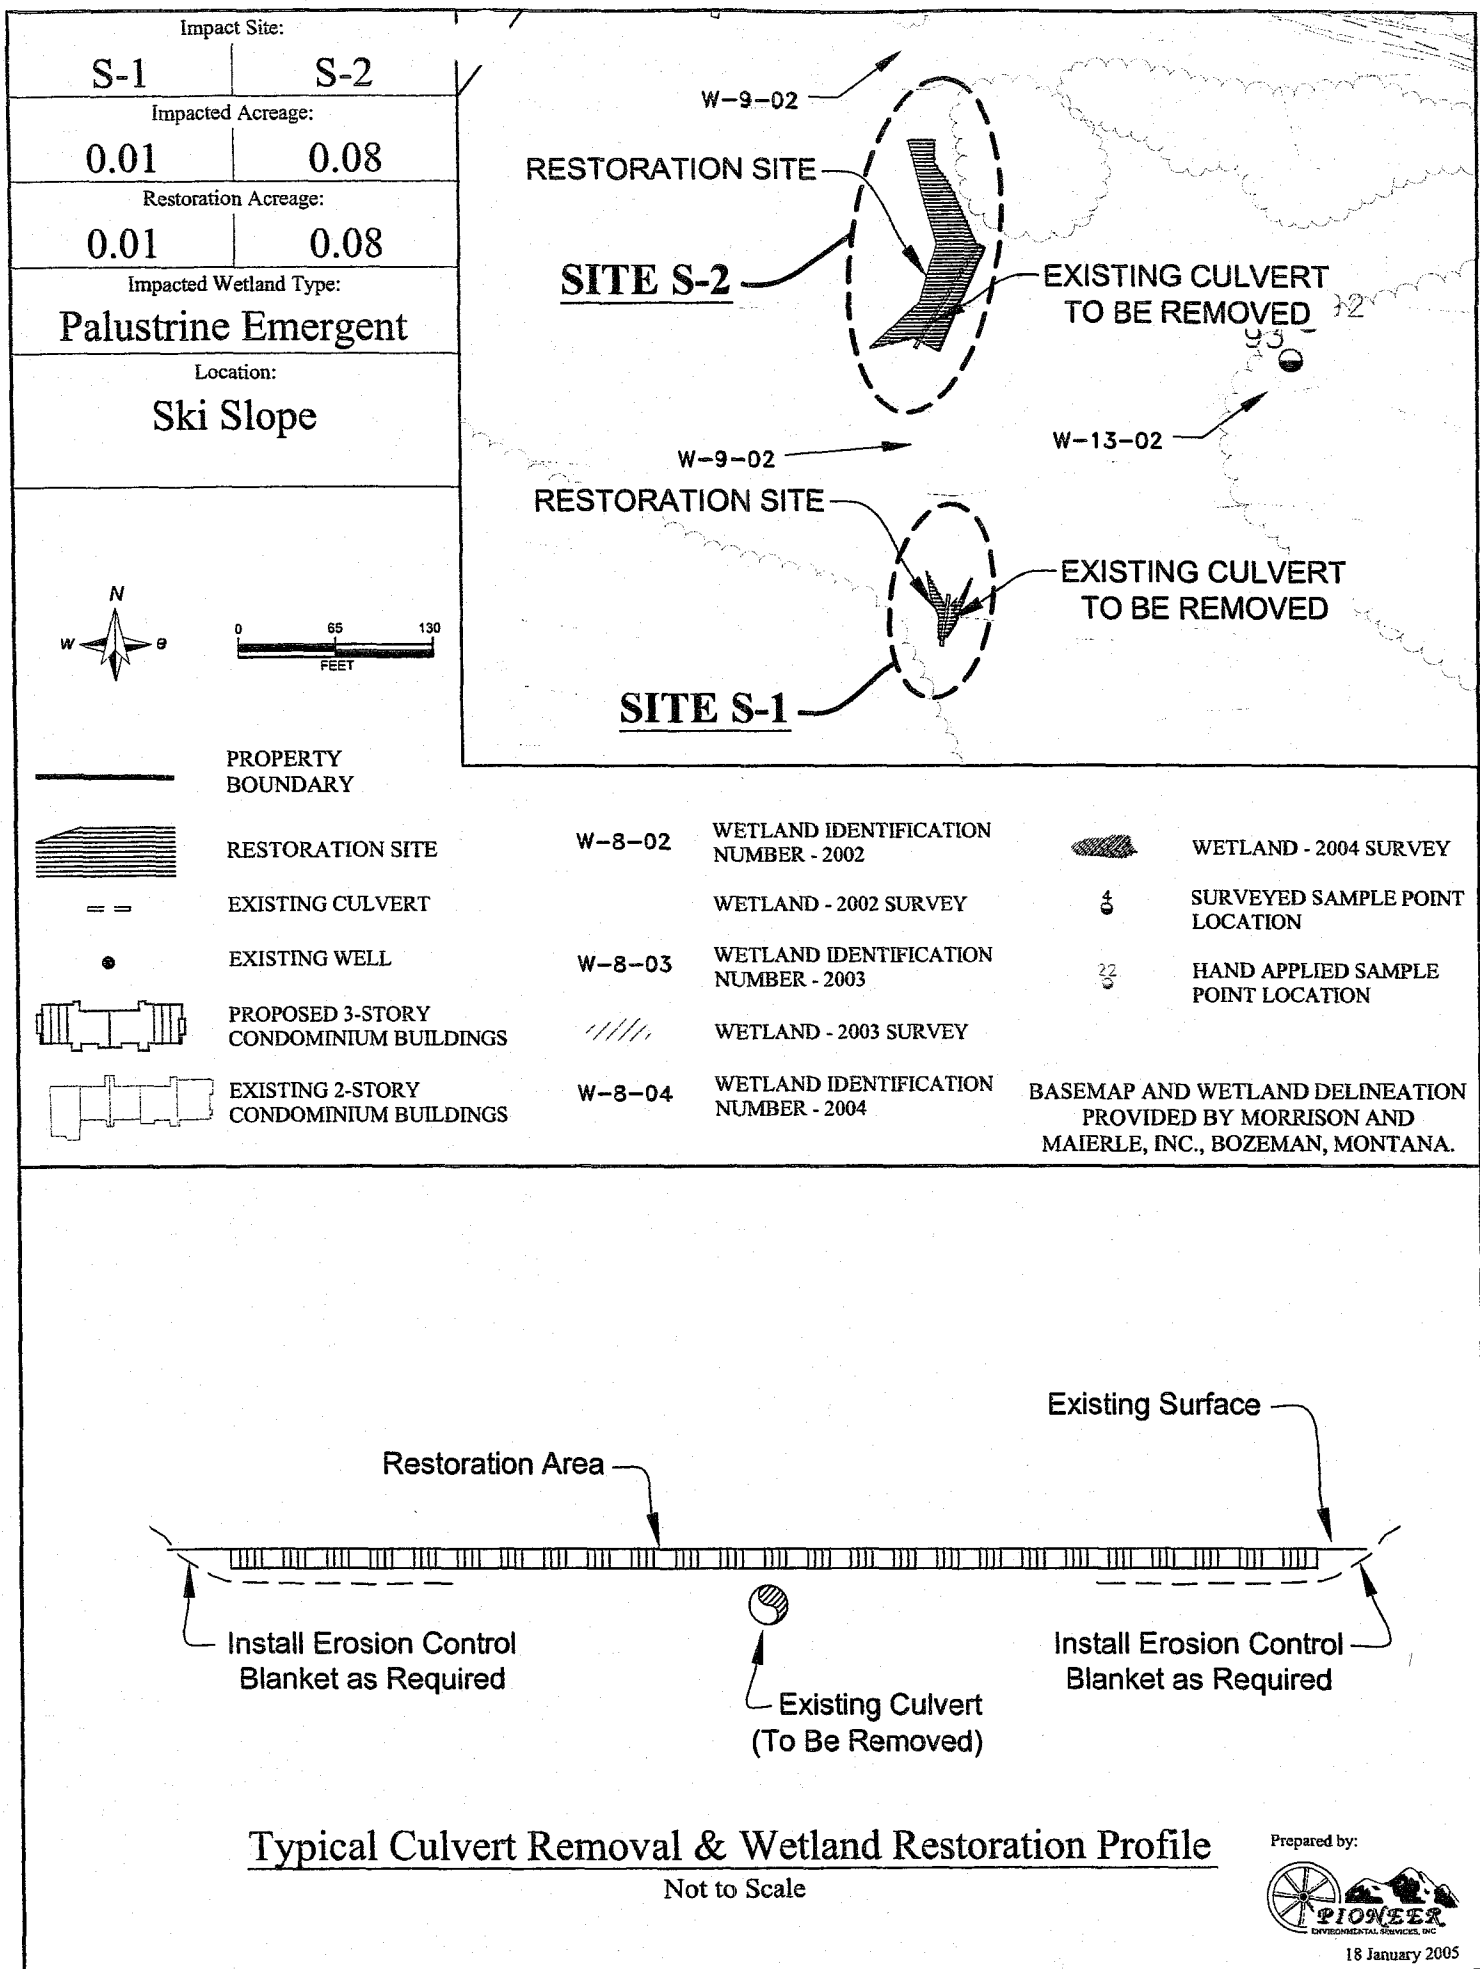 Impact Site:
S-1 S-2
Impacted Acreage:
0.01 0.08
Restoration Acreage:
0.01 0.08
Impacted Wetland Type:
Palustrine Emergent
Location:
Ski Slope
W-9-02
RESTORATION SITE
SITE S-2
EXISTING CULVERT
TO BE REMOVED
W-13-02
W-9-02
RESTORATION SITE
EXISTING CULVERT
TO BE REMOVED
SITE S-1
N
W
0 65 130
FEET
PROPERTY
BOUNDARY
RESTORATION SITE
EXISTING CULVERT
EXISTING WELL
PROPOSED 3-STORY
CONDOMINIUM BUILDINGS
EXISTING 2-STORY
CONDOMINIUM BUILDINGS
W-8-02 WETLAND IDENTIFICATION
NUMBER - 2002
WETLAND - 2002 SURVEY
W-8-03 WETLAND IDENTIFICATION
NUMBER - 2003
WETLAND - 2003 SURVEY
W-8-04 WETLAND IDENTIFICATION
NUMBER - 2004
WETLAND - 2004 SURVEY
4 SURVEYED SAMPLE POINT
LOCATION
22 HAND APPLIED SAMPLE
POINT LOCATION
BASEMAP AND WETLAND DELINEATION
PROVIDED BY MORRISON AND
MAIERLE, INC., BOZEMAN, MONTANA.
Existing Surface
Restoration Area
Install Erosion Control
Blanket as Required
Existing Culvert
(To Be Removed)
Install Erosion Control
Blanket as Required
Typical Culvert Removal & Wetland Restoration Profile
Not to Scale
Prepared by:
PIONEER
ENVIRONMENTAL SERVICES, INC
18 January 2005